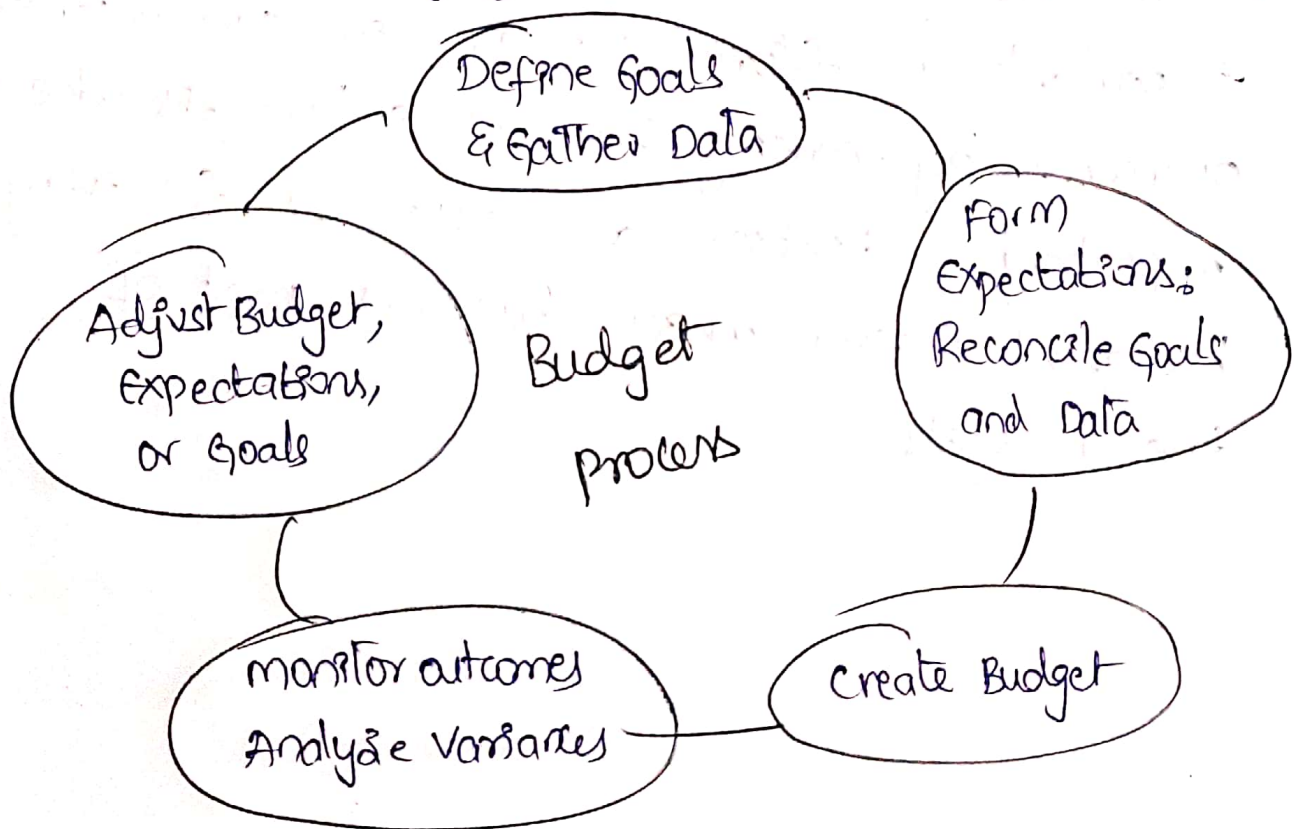 Define Goals
& Gather Data
Form
Expectations:
Reconcile Goals
and Data
Create Budget
Monitor outcomes
Analyze Variances
Adjust Budget,
Expectations,
or Goals
Budget
process